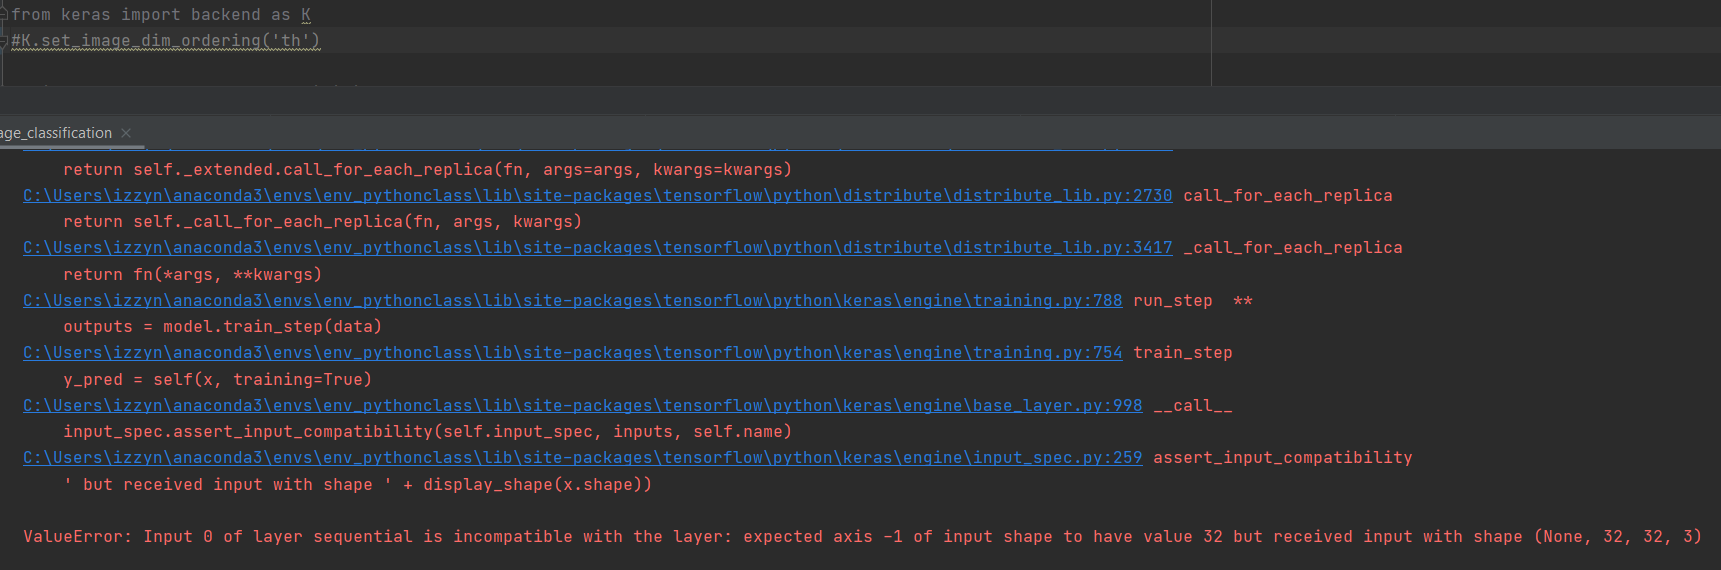 from keras import backend as K
#K.set_image_dim_ordering('th')
age_classification ×
return self._extended.call_for_each_replica(fn, args=args, kwargs=kwargs)
C:\Users\izzyn\anaconda3\envs\env_pythonclass\lib\site-packages\tensorflow\python\distribute\distribute_lib.py:2730 call_for_each_replica
return self._call_for_each_replica(fn, args, kwargs)
C:\Users\izzyn\anaconda3\envs\env_pythonclass\lib\site-packages\tensorflow\python\distribute\distribute_lib.py:3417 _call_for_each_replica
return fn(*args, **kwargs)
C:\Users\izzyn\anaconda3\envs\env_pythonclass\lib\site-packages\tensorflow\python\keras\engine\training.py:788 run_step  **
outputs = model.train_step(data)
C:\Users\izzyn\anaconda3\envs\env_pythonclass\lib\site-packages\tensorflow\python\keras\engine\training.py:754 train_step
y_pred = self(x, training=True)
C:\Users\izzyn\anaconda3\envs\env_pythonclass\lib\site-packages\tensorflow\python\keras\engine\base_layer.py:998 __call__
input_spec.assert_input_compatibility(self.input_spec, inputs, self.name)
C:\Users\izzyn\anaconda3\envs\env_pythonclass\lib\site-packages\tensorflow\python\keras\engine\input_spec.py:259 assert_input_compatibility
' but received input with shape ' + display_shape(x.shape))
ValueError: Input 0 of layer sequential is incompatible with the layer: expected axis -1 of input shape to have value 32 but received input with shape (None, 32, 32, 3)